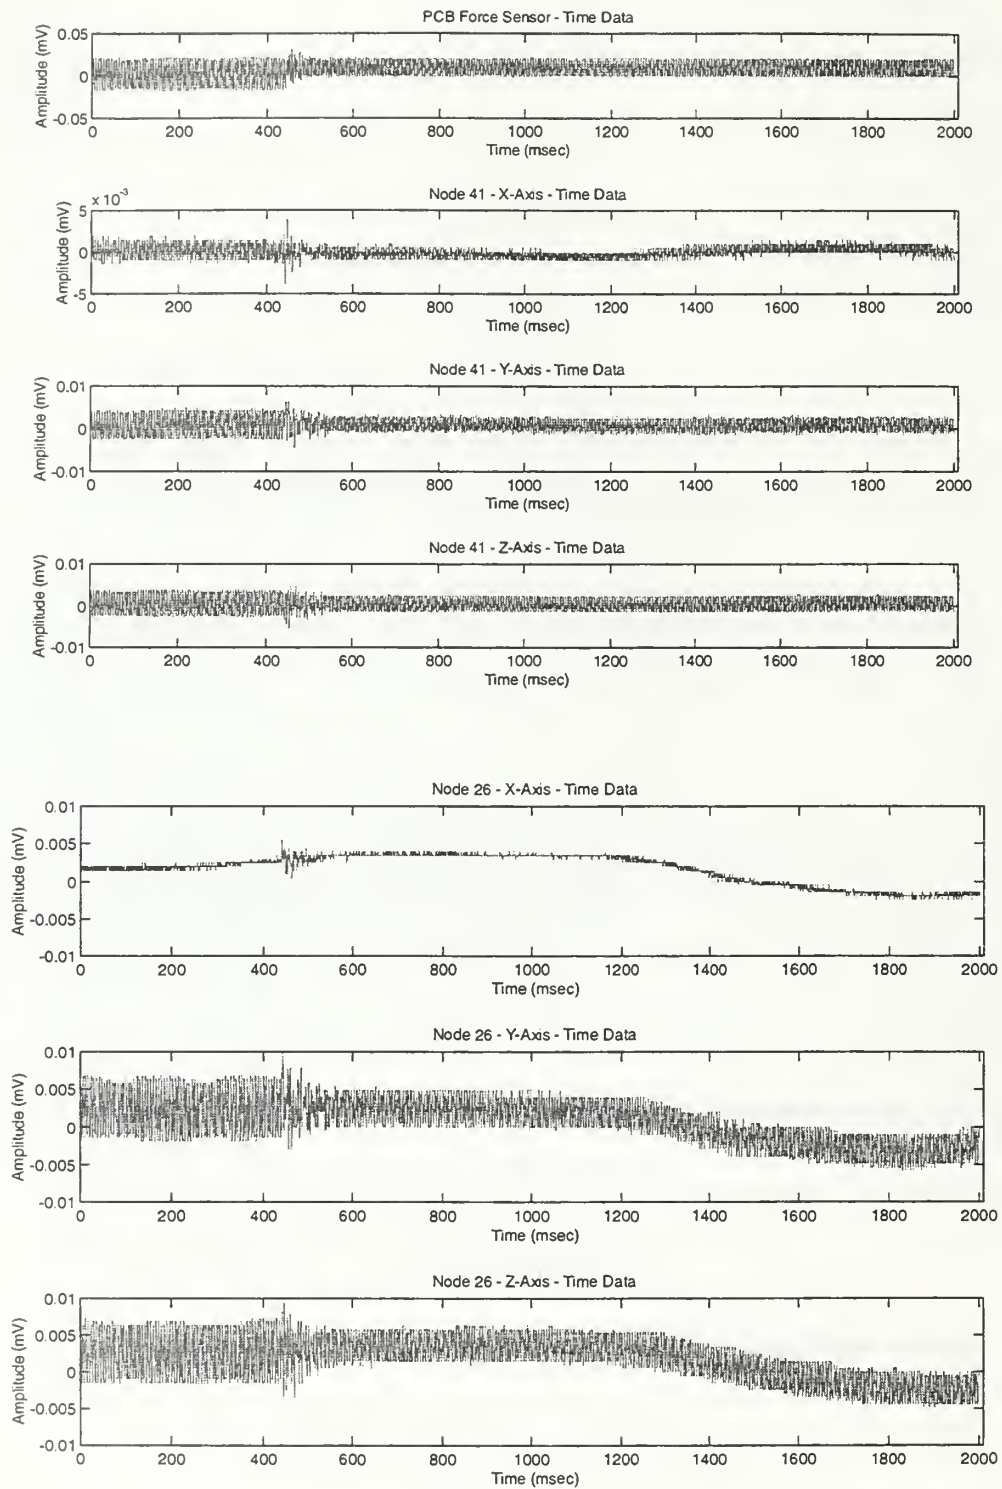 PCB Force Sensor - Time Data
0.05
0
-0.05
Amplitude (mV)
0 200 400 600 800 1000 1200 1400 1600 1800 2000
Time (msec)
Node 41 - X-Axis - Time Data
x 10-3
5
0
-5
Amplitude (mV)
0 200 400 600 800 1000 1200 1400 1600 1800 2000
Time (msec)
Node 41 - Y-Axis - Time Data
0.01
0
-0.01
Amplitude (mV)
0 200 400 600 800 1000 1200 1400 1600 1800 2000
Time (msec)
Node 41 - Z-Axis - Time Data
0.01
0
-0.01
Amplitude (mV)
0 200 400 600 800 1000 1200 1400 1600 1800 2000
Time (msec)
Node 26 - X-Axis - Time Data
0.01
0.005
0
-0.005
-0.01
Amplitude (mV)
0 200 400 600 800 1000 1200 1400 1600 1800 2000
Time (msec)
Node 26 - Y-Axis - Time Data
0.01
0.005
0
-0.005
-0.01
Amplitude (mV)
0 200 400 600 800 1000 1200 1400 1600 1800 2000
Time (msec)
Node 26 - Z-Axis - Time Data
0.01
0.005
0
-0.005
-0.01
Amplitude (mV)
0 200 400 600 800 1000 1200 1400 1600 1800 2000
Time (msec)